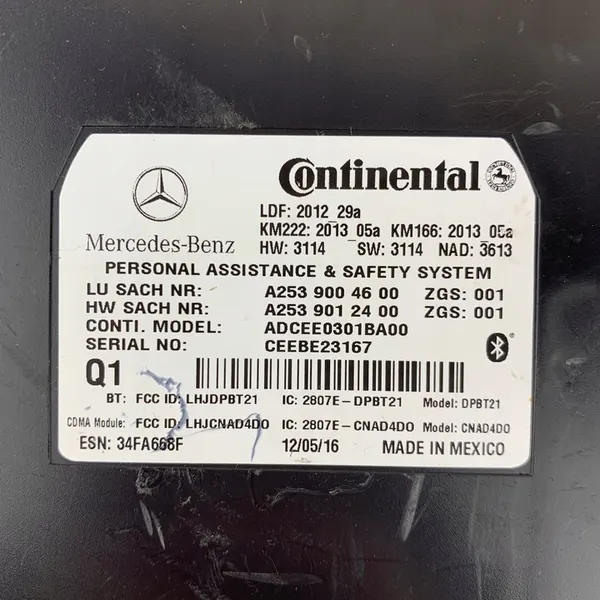 Mercedes-Benz
Continental
LDF: 2012_29a
KM222: 2013_05a KM166: 2013_05a
HW: 3114 SW: 3114 NAD: 3613
PERSONAL ASSISTANCE & SAFETY SYSTEM
LU SACH NR: A253 900 46 00 ZGS: 001
HW SACH NR: A253 901 24 00 ZGS: 001
CONTI. MODEL: ADCEE0301BA00
SERIAL NO: CEEBE23167
Q1
BT: FCC ID: LHJDPBT21 IC: 2807E-DPBT21 Model: DPBT21
CDMA Module: FCC ID: LHJCNAD4DO IC: 2807E-CNAD4DO Model: CNAD4DO
ESN: 34FA668F 12/05/16 MADE IN MEXICO